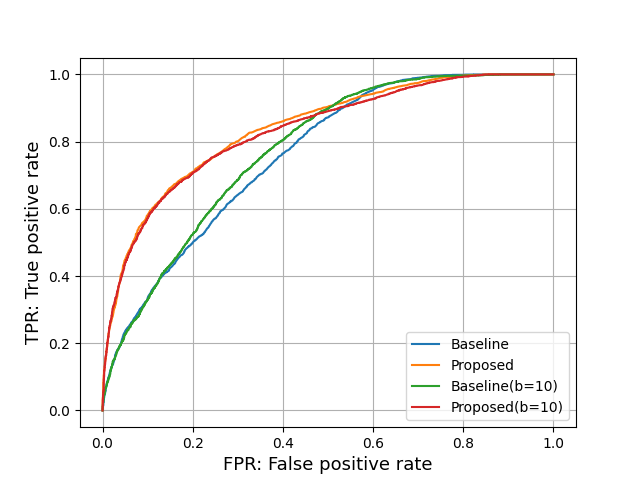 1.0
0.8
0.6
0.4
0.2
0.0
TPR: True positive rate
0.0 0.2 0.4 0.6 0.8 1.0
FPR: False positive rate
Baseline
Proposed
Baseline(b=10)
Proposed(b=10)